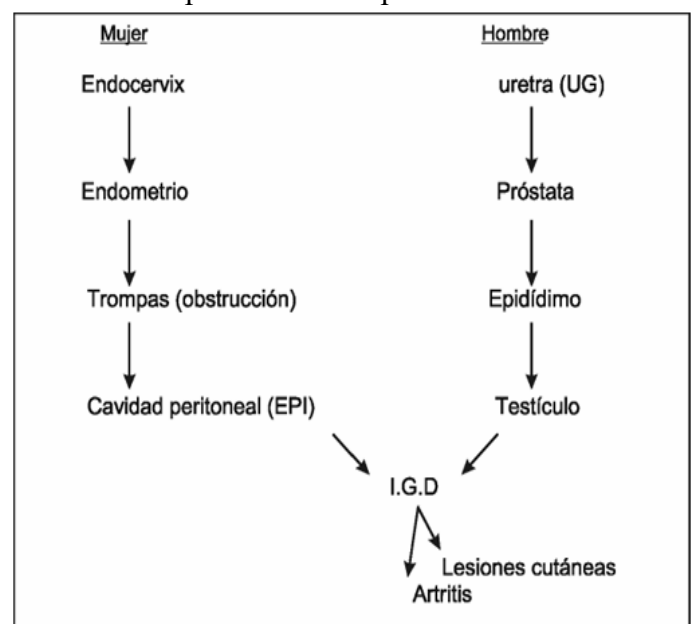 Mujer Hombre
Endocervix uretra (UG)
Endometrio Próstata
Trompas (obstrucción) Epidídimo
Cavidad peritoneal (EPI) Testículo
I.G.D
Lesiones cutáneas
Artritis